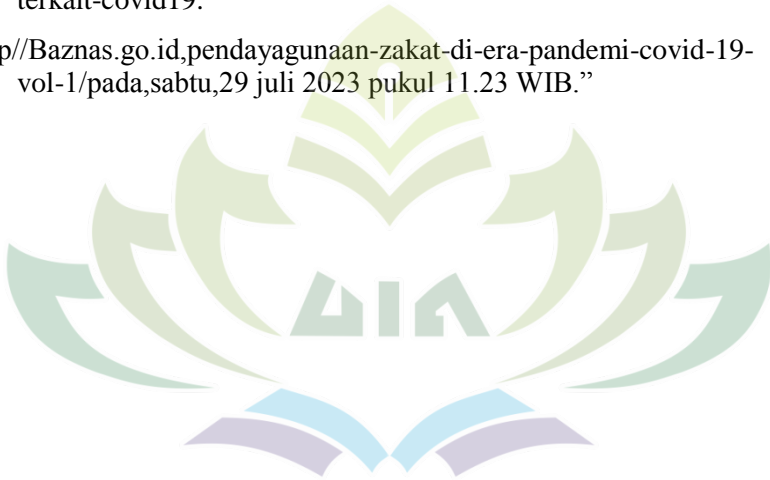 terkait-covid19.
p//Baznas.go.id,pendayagunaan-zakat-di-era-pandemi-covid-19-
vol-1/pada,sabtu,29 juli 2023 pukul 11.23 WIB.”